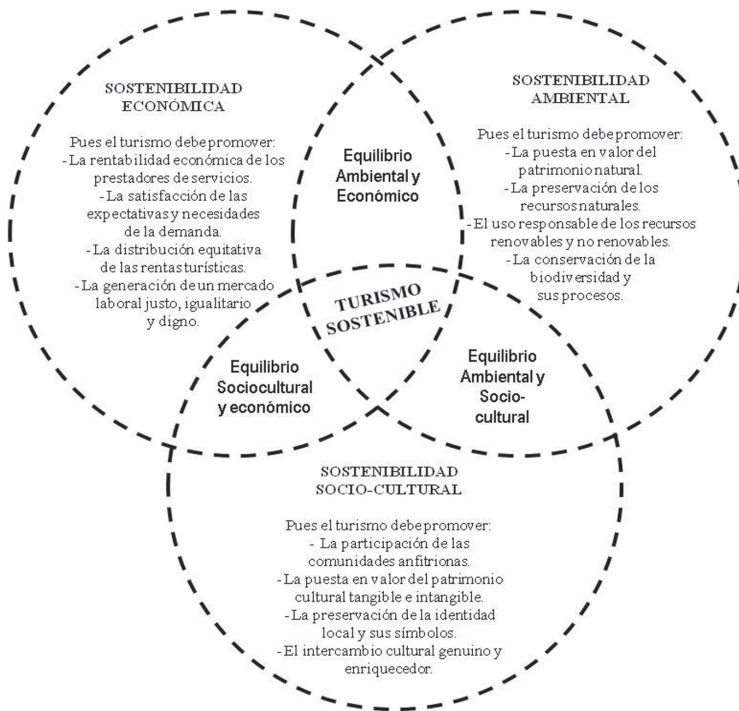 SOSTENIBILIDAD
ECONÓMICA
Pues el turismo debe promover:
-La rentabilidad económica de los
prestadores de servicios.
-La satisfacción de las
expectativas y necesidades
de la demanda.
-La distribución equitativa
de las rentas turísticas.
-La generación de un mercado
laboral justo, igualitario
y digno.
Equilibrio
Ambiental y
Económico
SOSTENIBILIDAD
AMBIENTAL
Pues el turismo debe promover:
-La puesta en valor del
patrimonio natural.
-La preservación de los
recursos naturales.
-El uso responsable de los recursos
renovables y no renovables.
-La conservación de la
biodiversidad y
sus procesos.
TURISMO
SOSTENIBLE
Equilibrio
Sociocultural
y económico
Equilibrio
Ambiental y
Socio-
cultural
SOSTENIBILIDAD
SOCIO-CULTURAL
Pues el turismo debe promover:
- La participación de las
comunidades anfitrionas.
-La puesta en valor del patrimonio
cultural tangible e intangible.
-La preservación de la identidad
local y sus símbolos.
-El intercambio cultural genuino y
enriquecedor.